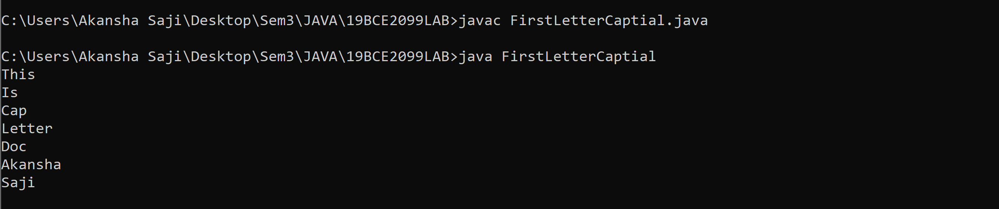 C:\Users\Akansha Saji\Desktop\Sem3\JAVA\19BCE2099LAB>javac FirstLetterCaptial.java
C:\Users\Akansha Saji\Desktop\Sem3\JAVA\19BCE2099LAB>java FirstLetterCaptial
This
Is
Cap
Letter
Doc
Akansha
Saji